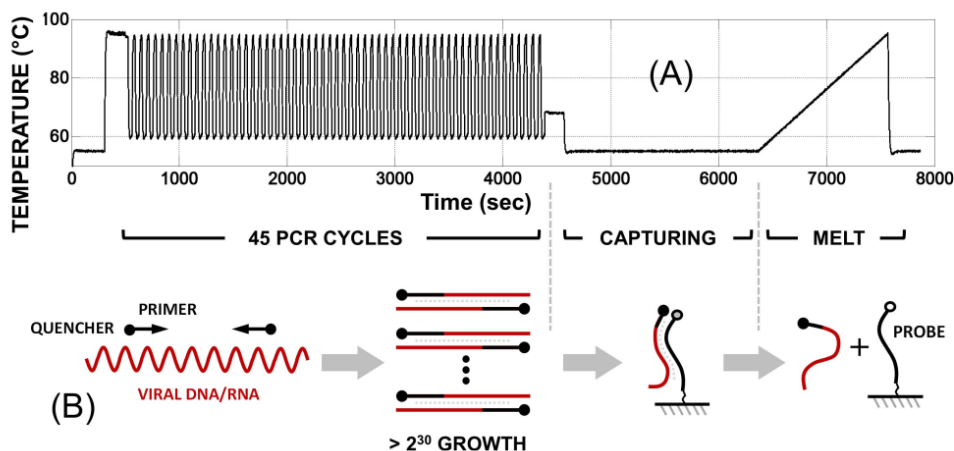 TEMPERATURE (°C)
100
80
60
(A)
0 1000 2000 3000 4000 5000 6000 7000 8000
Time (sec)
45 PCR CYCLES CAPTURING MELT
PRIMER
QUENCHER
VIRAL DNA/RNA
(B)
> 2³⁰ GROWTH
+
PROBE